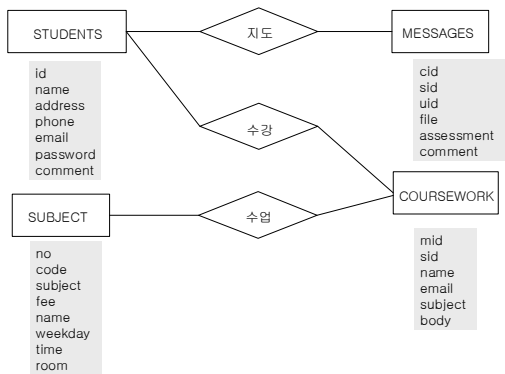 STUDENTS
지도
MESSAGES
id
name
address
phone
email
password
comment
cid
sid
uid
file
assessment
comment
수강
SUBJECT
수업
COURSEWORK
no
code
subject
fee
name
weekday
time
room
mid
sid
name
email
subject
body